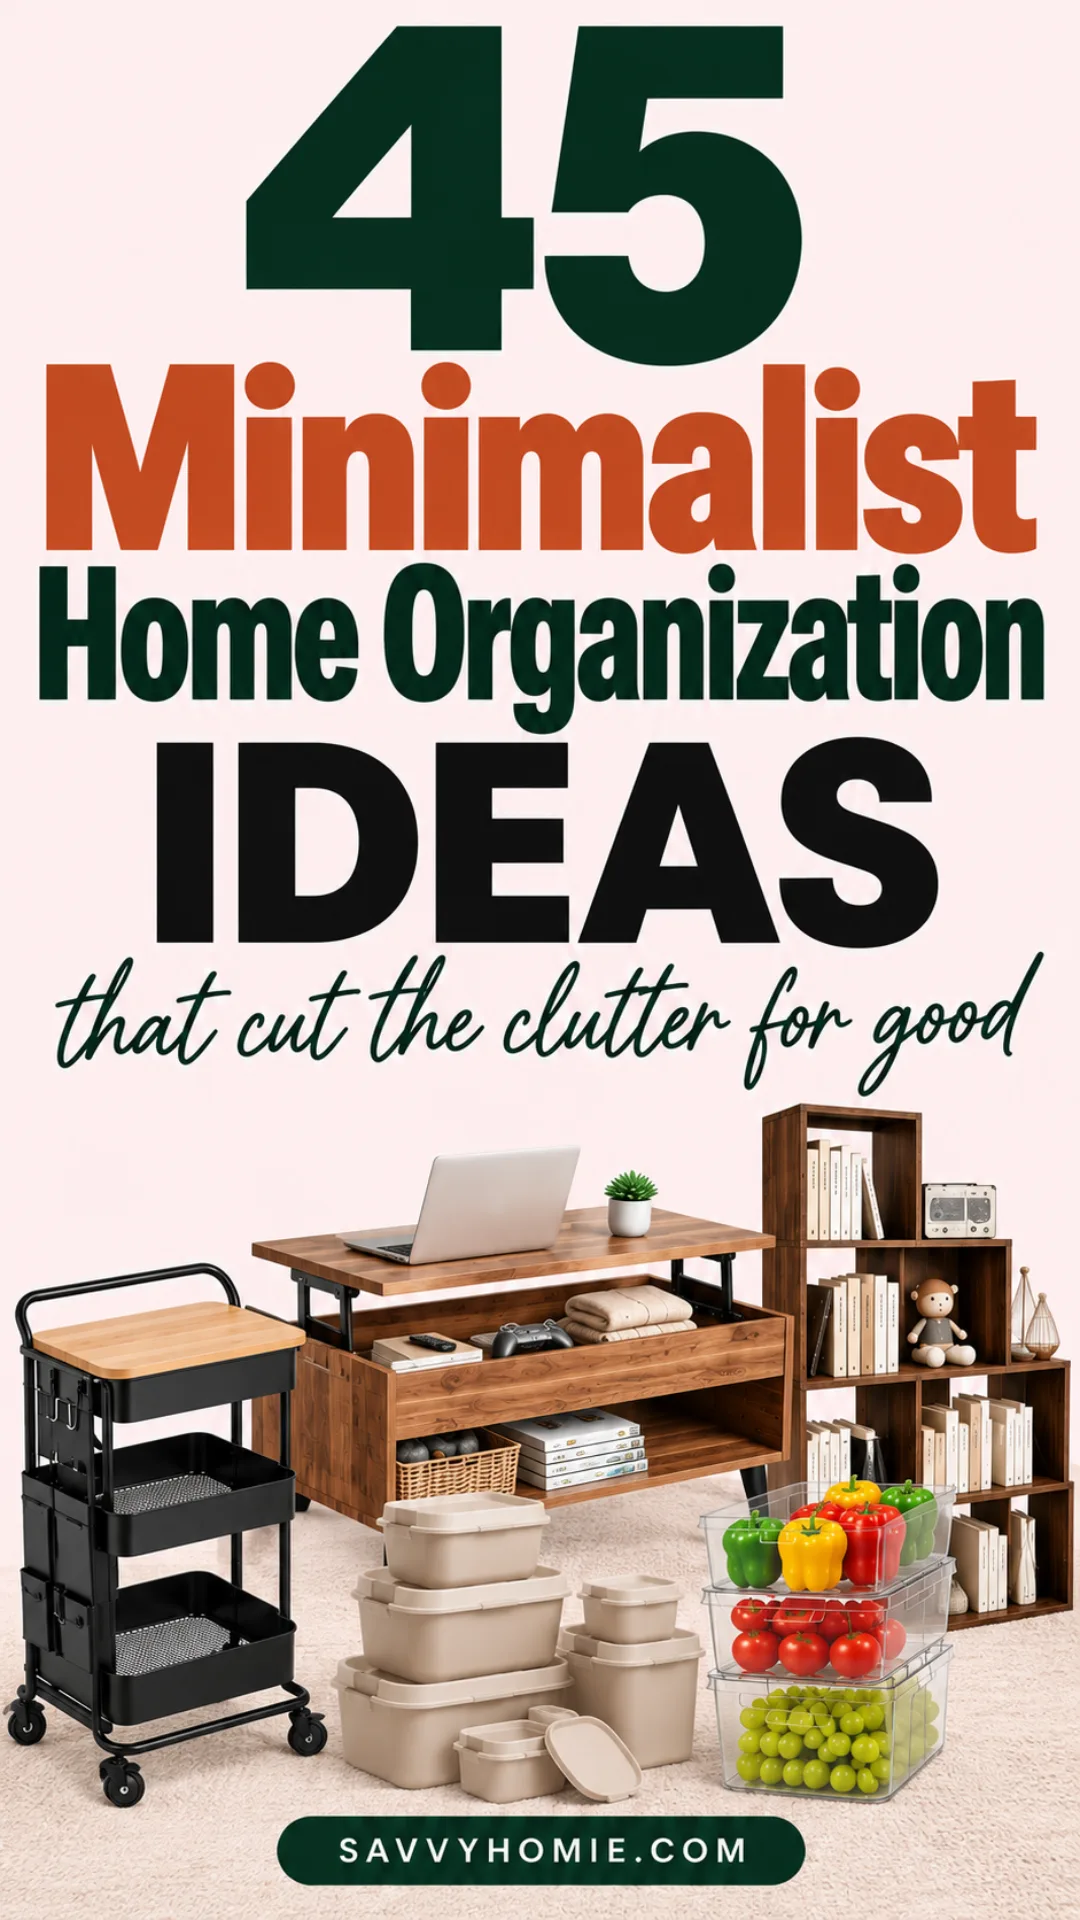 45
Minimalist
Home Organization
IDEAS
that cut the clutter for good
SAVVYHOMIE.COM